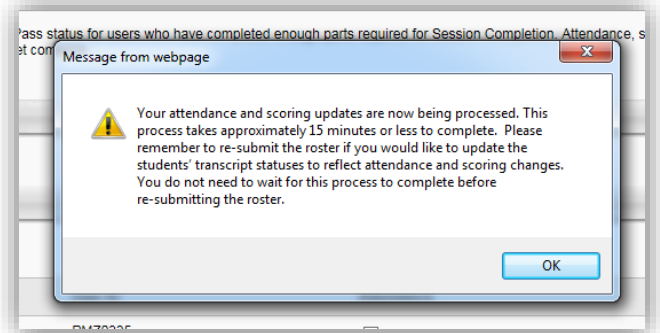 Pass status for users who have completed enough parts required for Session Completion. Attendance, s
et com
Message from webpage
Your attendance and scoring updates are now being processed. This
process takes approximately 15 minutes or less to complete.  Please
remember to re-submit the roster if you would like to update the
students' transcript statuses to reflect attendance and scoring changes.
You do not need to wait for this process to complete before
re-submitting the roster.
OK